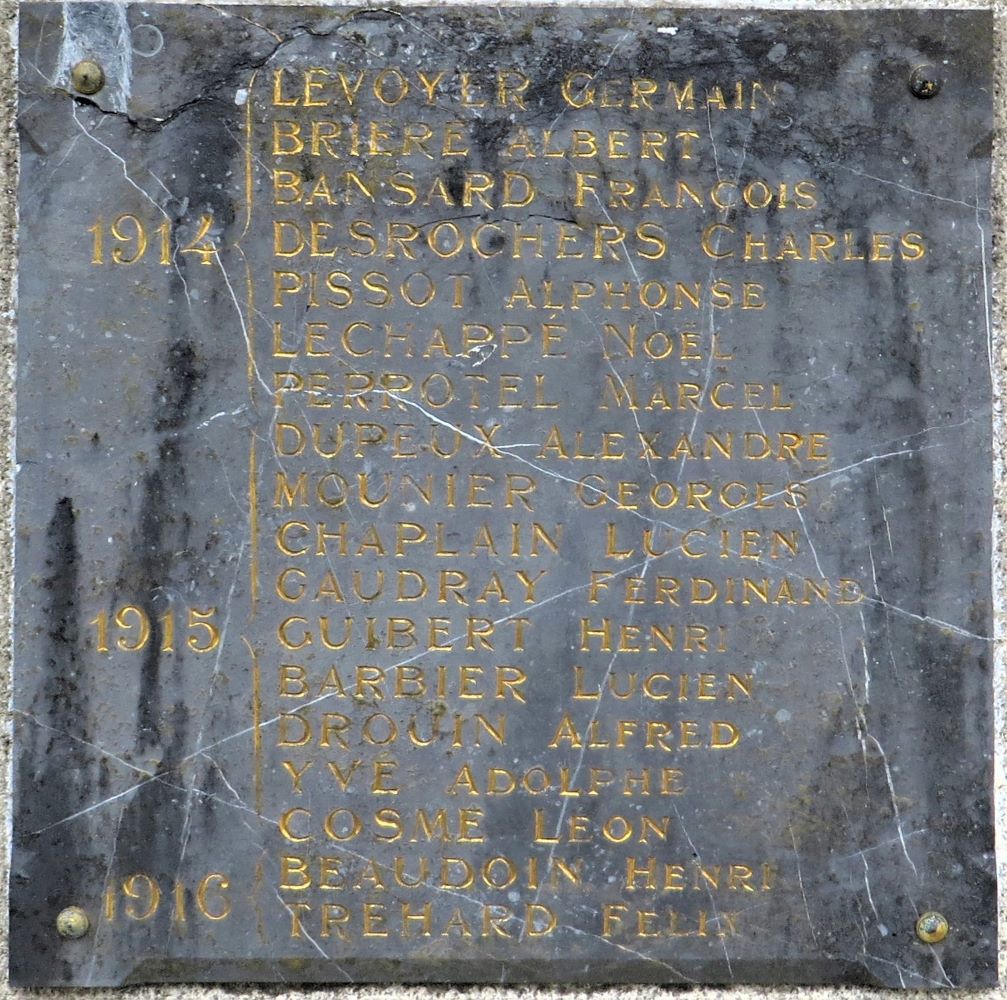 LEVOYER GERMAIN
BRIERE ALBERT
BANSARD FRANÇOIS
1914 DESROCHERS CHARLES
PISSOT ALPHONSE
LECHAPPÉ NOËL
PERROTEL MARCEL
DUPEUX ALEXANDRE
MOUNIER GEORGES
CHAPLAIN LUCIEN
GAUDRAY FERDINAND
1915 GUIBERT HENRI
BARBIER LUCIEN
DROUIN ALFRED
YVÉ ADOLPHE
COSME LÉON
BEAUDOIN HENRI
1916 TREHARD FELIX